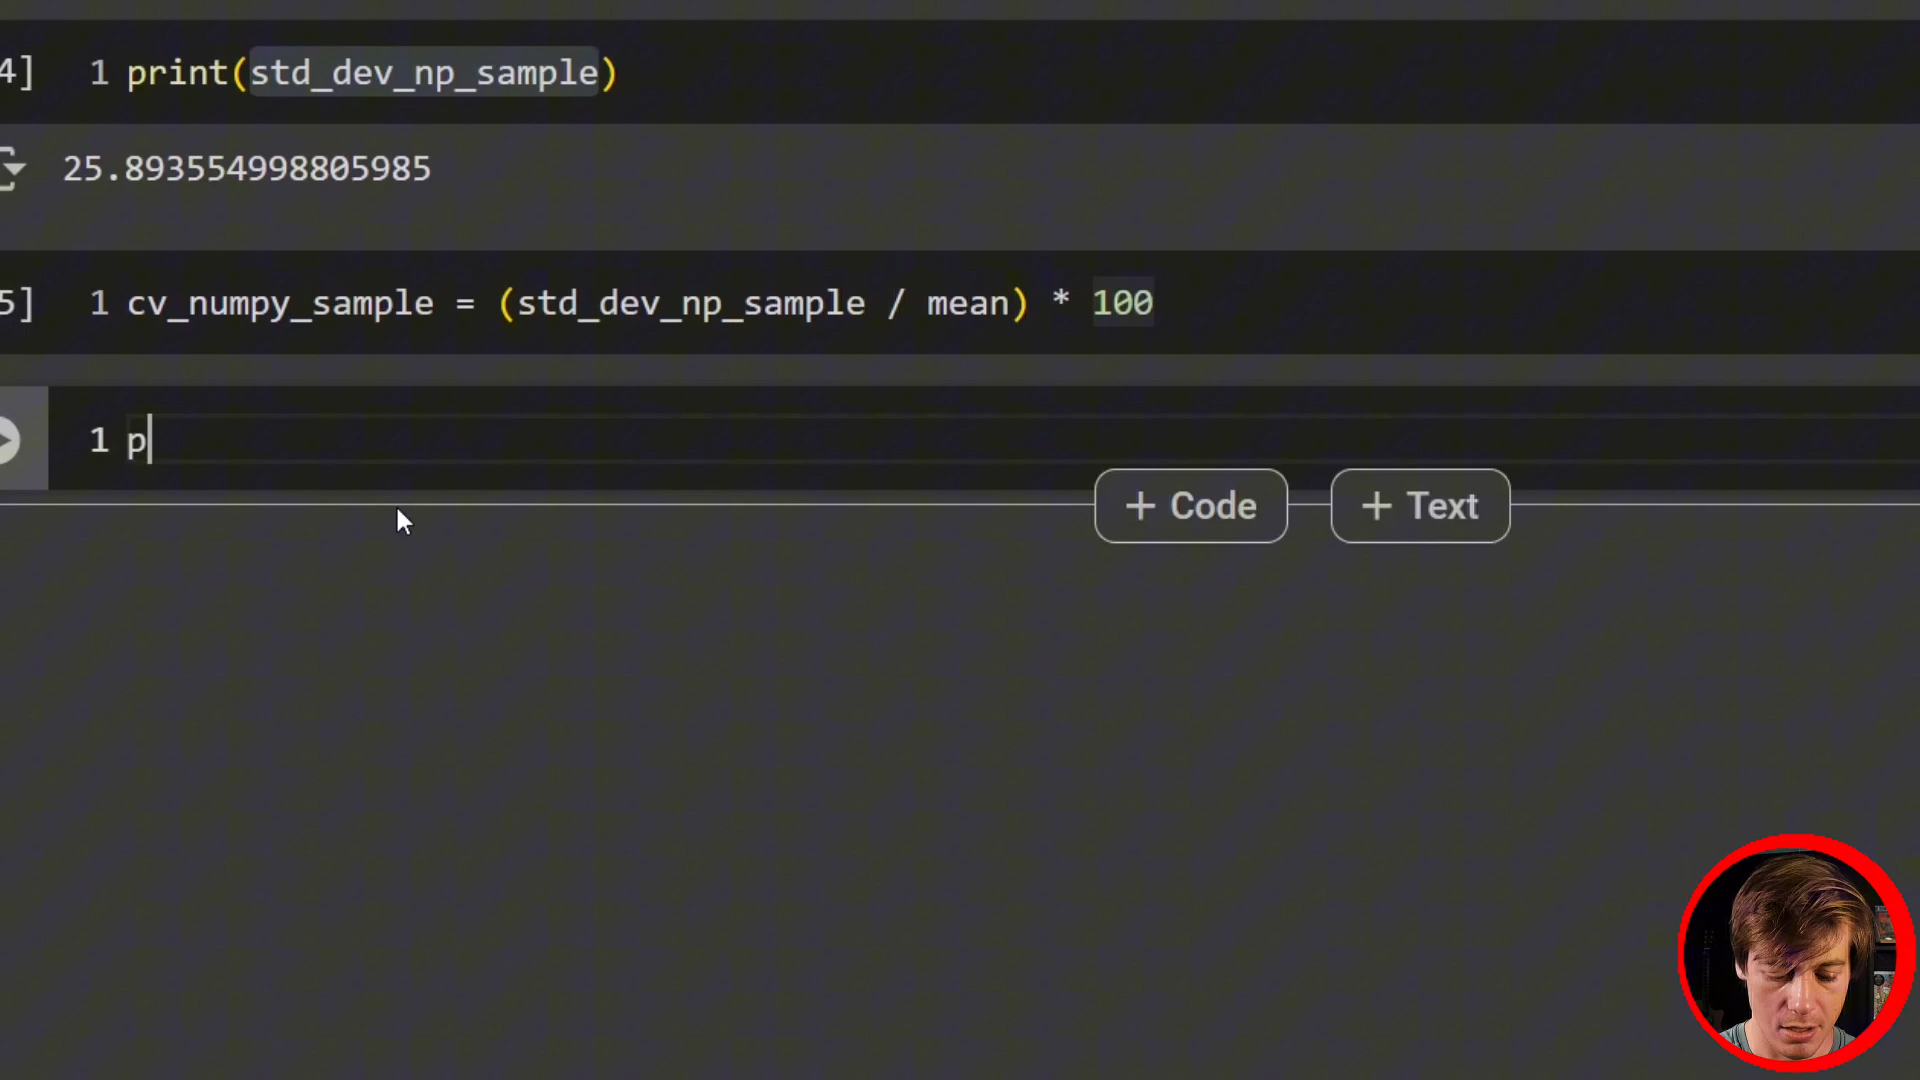 4] 1 print(std_dev_np_sample)
25.893554998805985
5] 1 cv_numpy_sample = (std_dev_np_sample / mean) * 100
1 p
+ Code + Text